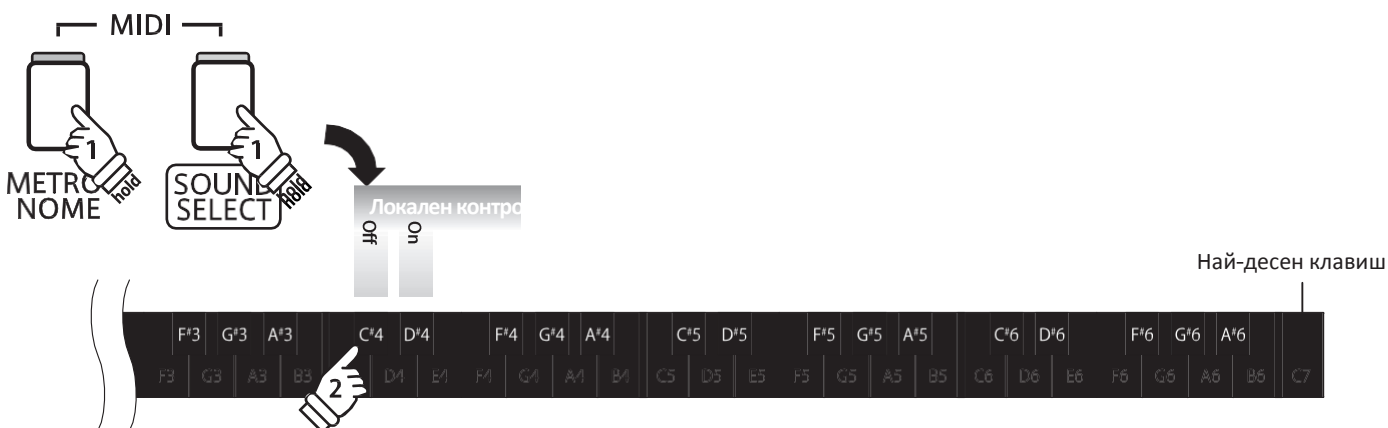 MIDI
1
1
hold
hold
METRO
NOME
SOUND
SELECT
Локален контро
Off
On
Най-десен клавиш
F#3 G#3 A#3 C#4 D#4 F#4 G#4 A#4 C#5 D#5 F#5 G#5 A#5 C#6 D#6 F#6 G#6 A#6
F3 G3 A3 B3 D4 E4 F4 G4 A4 B4 C5 D5 E5 F5 G5 A5 B5 C6 D6 E6 F6 G6 A6 B6 C7
2